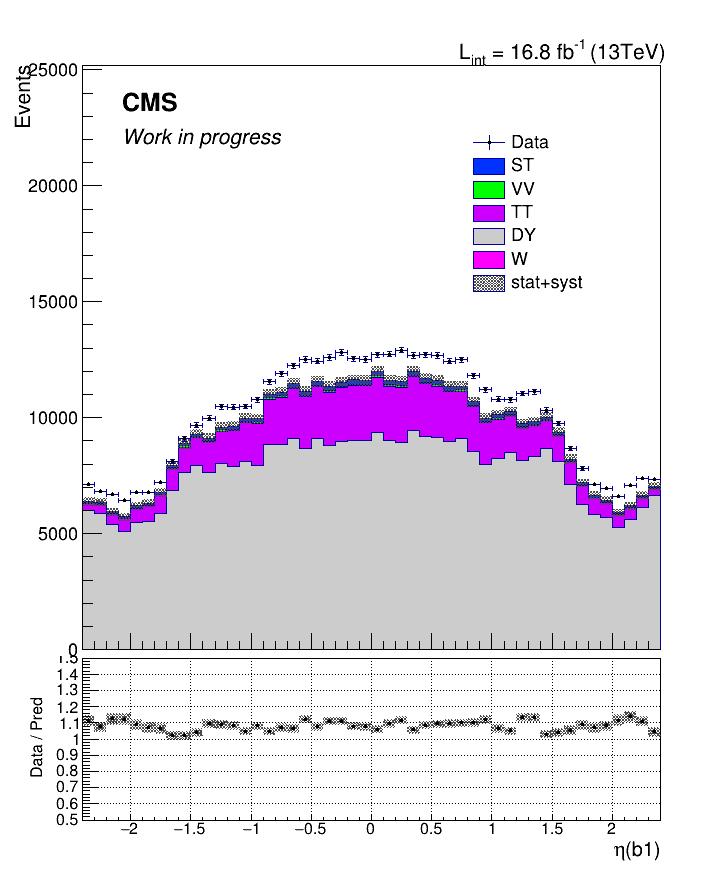 L_int = 16.8 fb^-1 (13TeV)
Events
25000
CMS
Work in progress
Data
ST
VV
TT
DY
W
stat+syst
20000
15000
10000
5000
0
1.5
1.4
1.3
1.2
1.1
1
0.9
0.8
0.7
0.6
0.5
Data / Pred
−2 −1.5 −1 −0.5 0 0.5 1 1.5 2
η(b1)